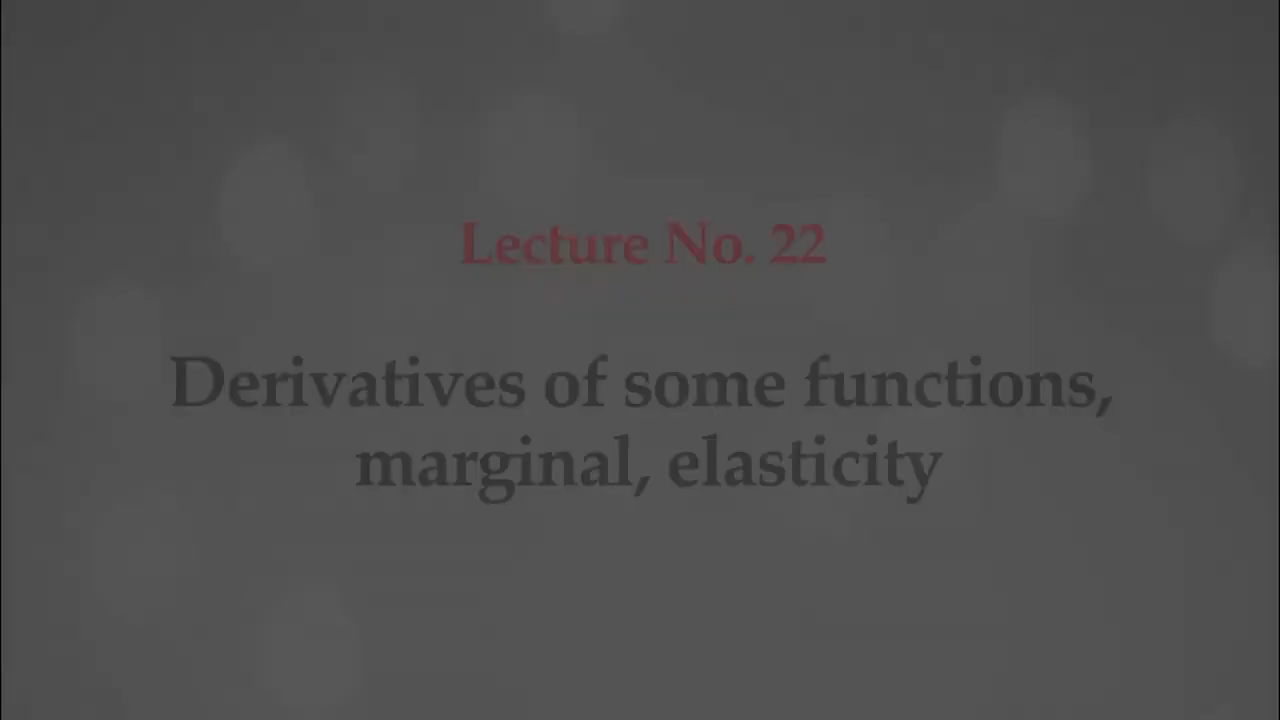 Lecture No. 22
Derivatives of some functions,
marginal, elasticity